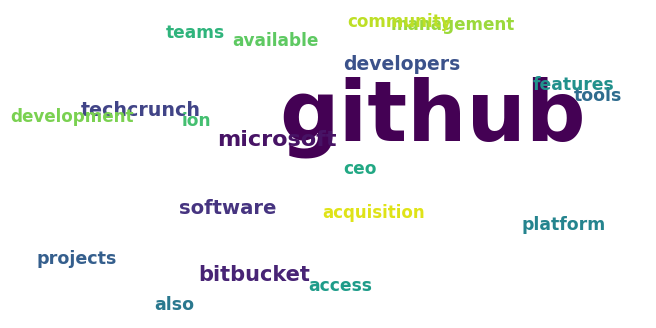 community
management
teams
available
developers
features
tools
techcrunch
development
ion
github
microsoft
ceo
software
acquisition
platform
projects
bitbucket
access
also